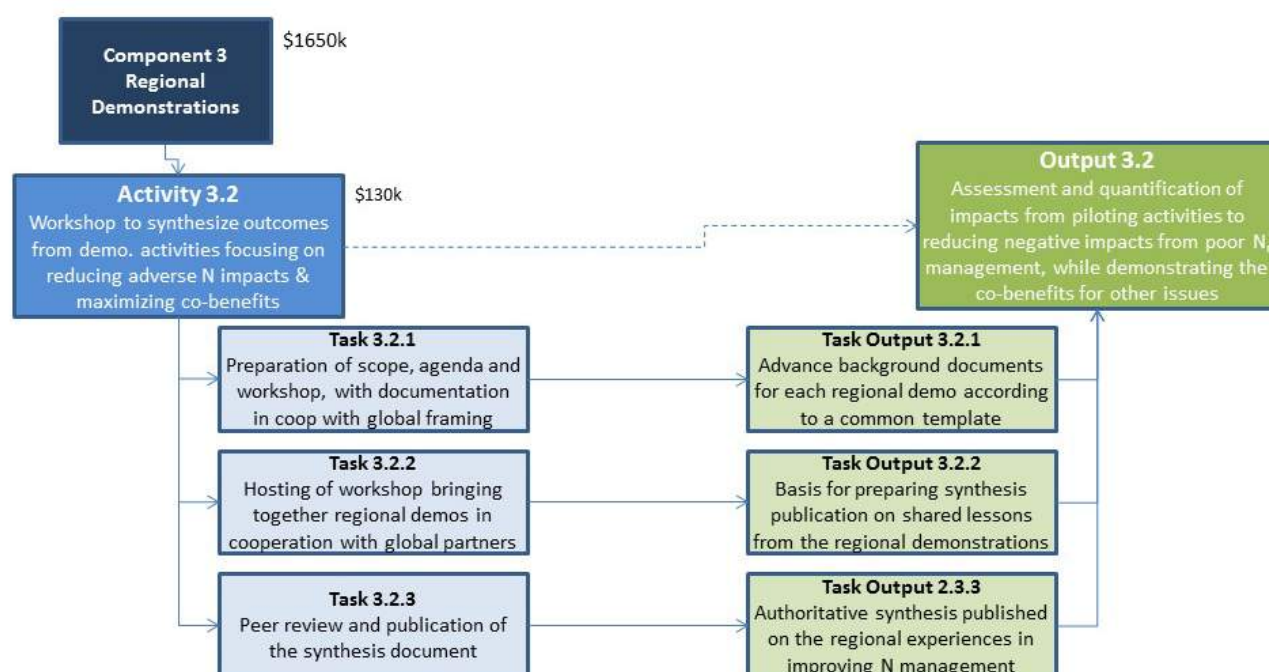 Component 3
Regional
Demonstrations
$1650k
Activity 3.2
Workshop to synthesize outcomes
from demo. activities focusing on
reducing adverse N impacts &
maximizing co-benefits
$130k
Output 3.2
Assessment and quantification of
impacts from piloting activities to
reducing negative impacts from poor N
management, while demonstrating the
co-benefits for other issues
Task 3.2.1
Preparation of scope, agenda and
workshop, with documentation
in coop with global framing
Task Output 3.2.1
Advance background documents
for each regional demo according
to a common template
Task 3.2.2
Hosting of workshop bringing
together regional demos in
cooperation with global partners
Task Output 3.2.2
Basis for preparing synthesis
publication on shared lessons
from the regional demonstrations
Task 3.2.3
Peer review and publication of
the synthesis document
Task Output 2.3.3
Authoritative synthesis published
on the regional experiences in
improving N management